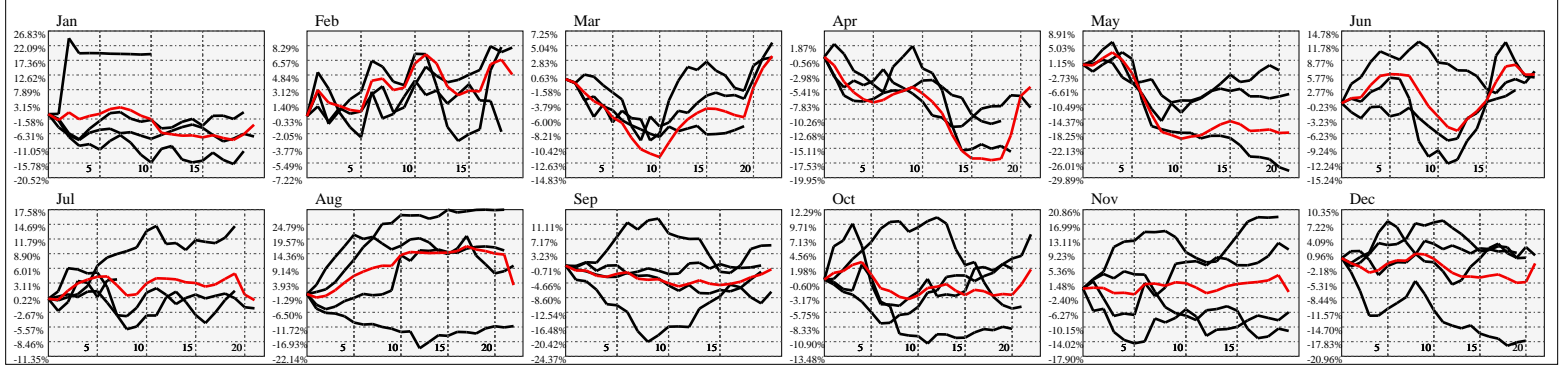 Jan Feb Mar Apr May Jun
26.83% 22.09% 17.36% 12.62% 7.89% 3.15% -1.58% -6.31% -11.05% -15.78% -20.52%
5 10 15
8.29% 6.57% 4.84% 3.12% 1.40% -0.33% -2.05% -3.77% -5.49% -7.22%
5 10 15
7.25% 5.04% 2.83% 0.63% -1.58% -3.79% -6.00% -8.21% -10.42% -12.63% -14.83%
5 10 15 20
1.87% -0.56% -2.98% -5.41% -7.83% -10.26% -12.68% -15.11% -17.53% -19.95%
5 10 15 20
8.91% 5.03% 1.15% -2.73% -6.61% -10.49% -14.37% -18.25% -22.13% -26.01% -29.89%
5 10 15 20
14.78% 11.78% 8.77% 5.77% 2.77% -0.23% -3.23% -6.23% -9.24% -12.24% -15.24%
5 10 15
Jul Aug Sep Oct Nov Dec
17.58% 14.69% 11.79% 8.90% 6.01% 3.11% 0.22% -2.67% -5.57% -8.46% -11.35%
5 10 15 20
24.79% 19.57% 14.36% 9.14% 3.93% -1.29% -6.50% -11.72% -16.93% -22.14%
5 10 15 20
11.11% 7.17% 3.23% -0.71% -4.66% -8.60% -12.54% -16.48% -20.42% -24.37%
5 10 15 20
12.29% 9.71% 7.13% 4.56% 1.98% -0.60% -3.17% -5.75% -8.33% -10.90% -13.48%
5 10 15 20
20.86% 16.99% 13.11% 9.23% 5.36% 1.48% -2.40% -6.27% -10.15% -14.02% -17.90%
5 10 15 20
10.35% 7.22% 4.09% 0.96% -2.18% -5.31% -8.44% -11.57% -14.70% -17.83% -20.96%
5 10 15 20